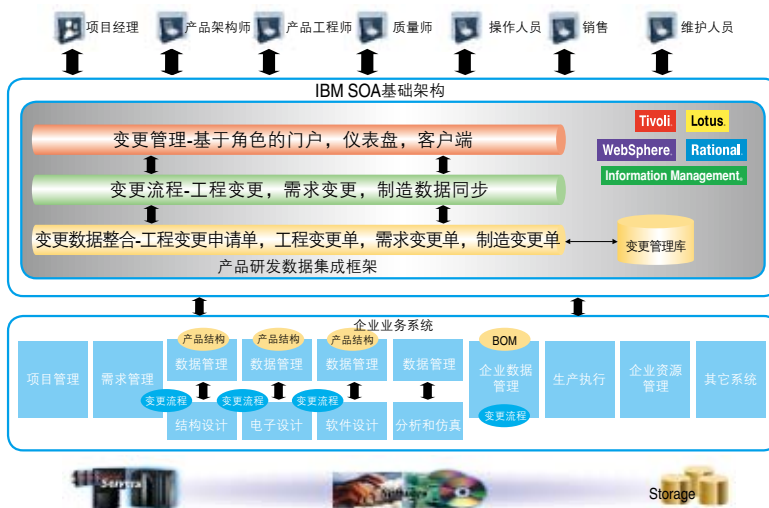 项目经理
产品架构师
产品工程师
质量师
操作人员
销售
维护人员
IBM SOA基础架构
变更管理-基于角色的门户，仪表盘，客户端
变更流程-工程变更，需求变更，制造数据同步
变更数据整合-工程变更申请单，工程变更单，需求变更单，制造变更单
产品研发数据集成框架
Tivoli.
Lotus.
WebSphere.
Rational.
Information Management.
变更管理库
企业业务系统
项目管理
需求管理
产品结构
数据管理
变更流程
结构设计
产品结构
数据管理
变更流程
电子设计
产品结构
数据管理
变更流程
软件设计
数据管理
分析和仿真
BOM
企业数据
管理
变更流程
生产执行
企业资源
管理
其它系统
Servers
Software
Storage